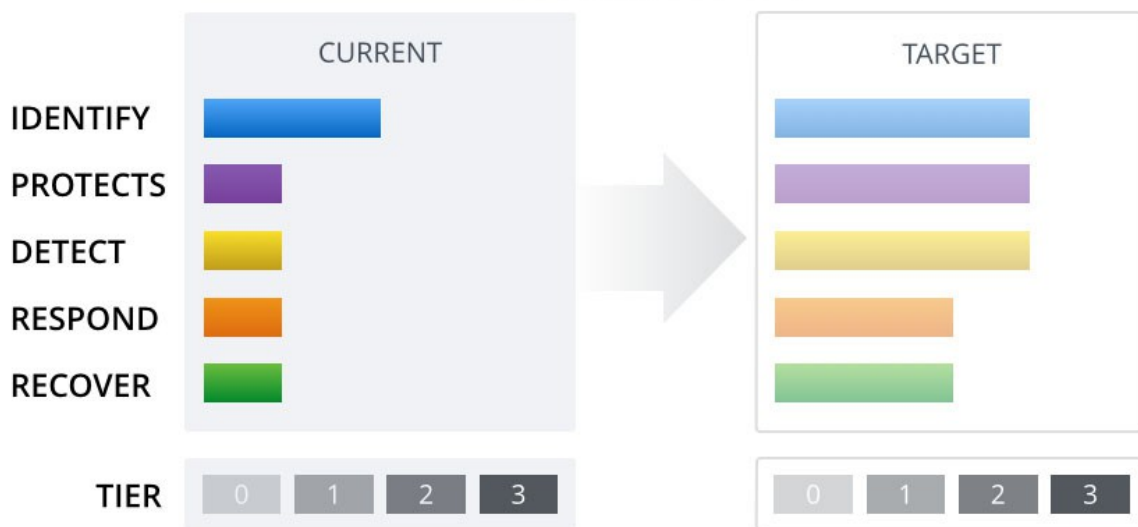 CURRENT
TARGET
IDENTIFY
PROTECTS
DETECT
RESPOND
RECOVER
TIER 0 1 2 3 0 1 2 3